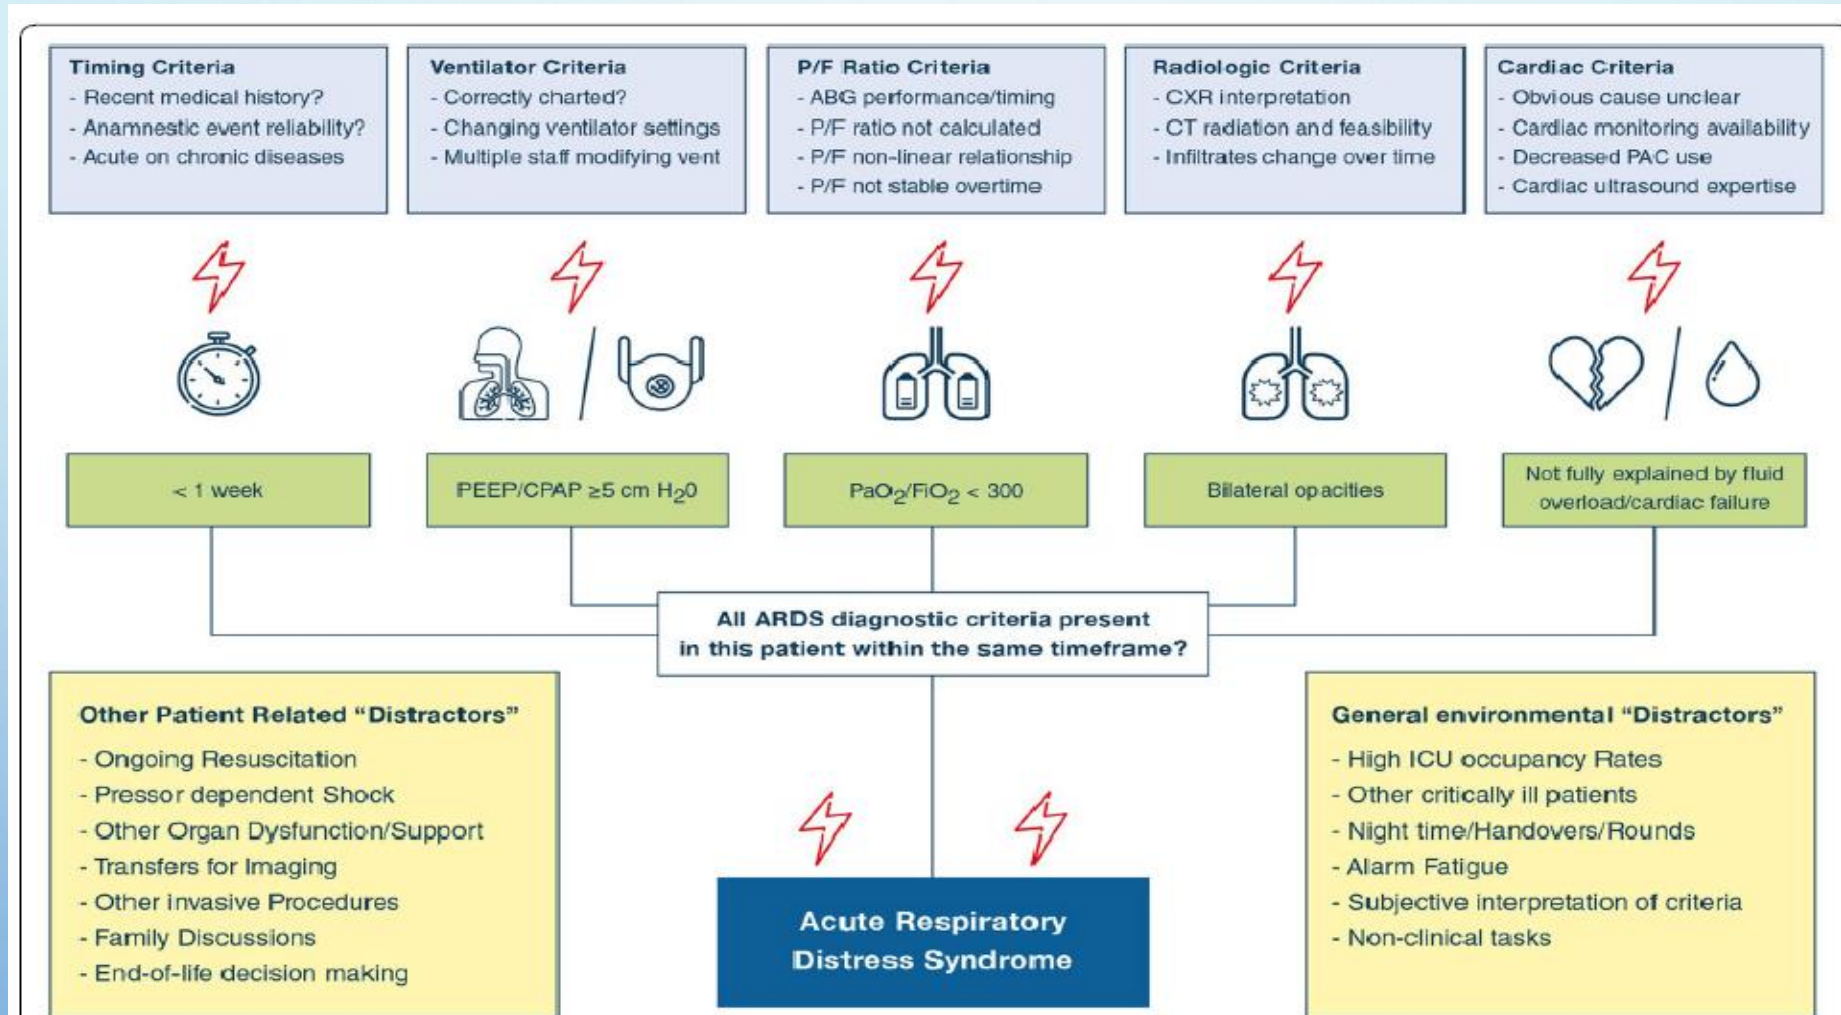 Timing Criteria
- Recent medical history?
- Anamnestic event reliability?
- Acute on chronic diseases
Ventilator Criteria
- Correctly charted?
- Changing ventilator settings
- Multiple staff modifying vent
P/F Ratio Criteria
- ABG performance/timing
- P/F ratio not calculated
- P/F non-linear relationship
- P/F not stable overtime
Radiologic Criteria
- CXR interpretation
- CT radiation and feasibility
- Infiltrates change over time
Cardiac Criteria
- Obvious cause unclear
- Cardiac monitoring availability
- Decreased PAC use
- Cardiac ultrasound expertise
< 1 week
PEEP/CPAP ≥5 cm H₂0
PaO₂/FiO₂ < 300
Bilateral opacities
Not fully explained by fluid
overload/cardiac failure
All ARDS diagnostic criteria present
in this patient within the same timeframe?
Other Patient Related “Distractors”
- Ongoing Resuscitation
- Pressor dependent Shock
- Other Organ Dysfunction/Support
- Transfers for Imaging
- Other invasive Procedures
- Family Discussions
- End-of-life decision making
Acute Respiratory
Distress Syndrome
General environmental “Distractors”
- High ICU occupancy Rates
- Other critically ill patients
- Night time/Handovers/Rounds
- Alarm Fatigue
- Subjective interpretation of criteria
- Non-clinical tasks